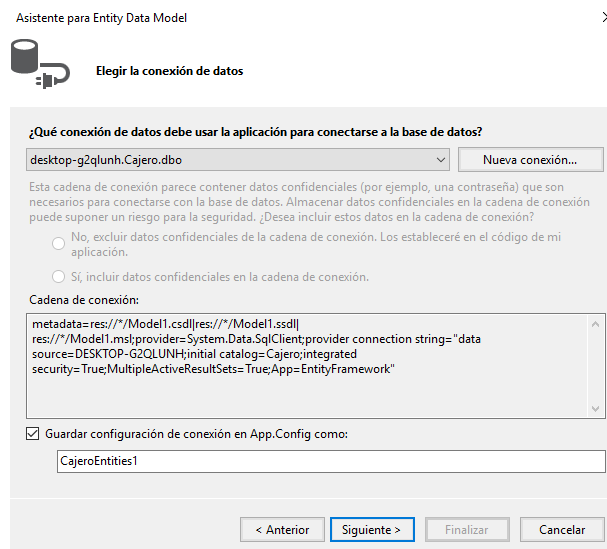 Asistente para Entity Data Model
Elegir la conexión de datos
¿Qué conexión de datos debe usar la aplicación para conectarse a la base de datos?
desktop-g2qlunh.Cajero.dbo
Nueva conexión...
Esta cadena de conexión parece contener datos confidenciales (por ejemplo, una contraseña) que son
necesarios para conectarse con la base de datos. Almacenar datos confidenciales en la cadena de conexión
puede suponer un riesgo para la seguridad. ¿Desea incluir estos datos en la cadena de conexión?
No, excluir datos confidenciales de la cadena de conexión. Los estableceré en el código de mi
aplicación.
Sí, incluir datos confidenciales en la cadena de conexión.
Cadena de conexión:
metadata=res://*/Model1.csdl|res://*/Model1.ssdl|
res://*/Model1.msl;provider=System.Data.SqlClient;provider connection string="data
source=DESKTOP-G2QLUNH;initial catalog=Cajero;integrated
security=True;MultipleActiveResultSets=True;App=EntityFramework"
Guardar configuración de conexión en App.Config como:
CajeroEntities1
< Anterior
Siguiente >
Finalizar
Cancelar